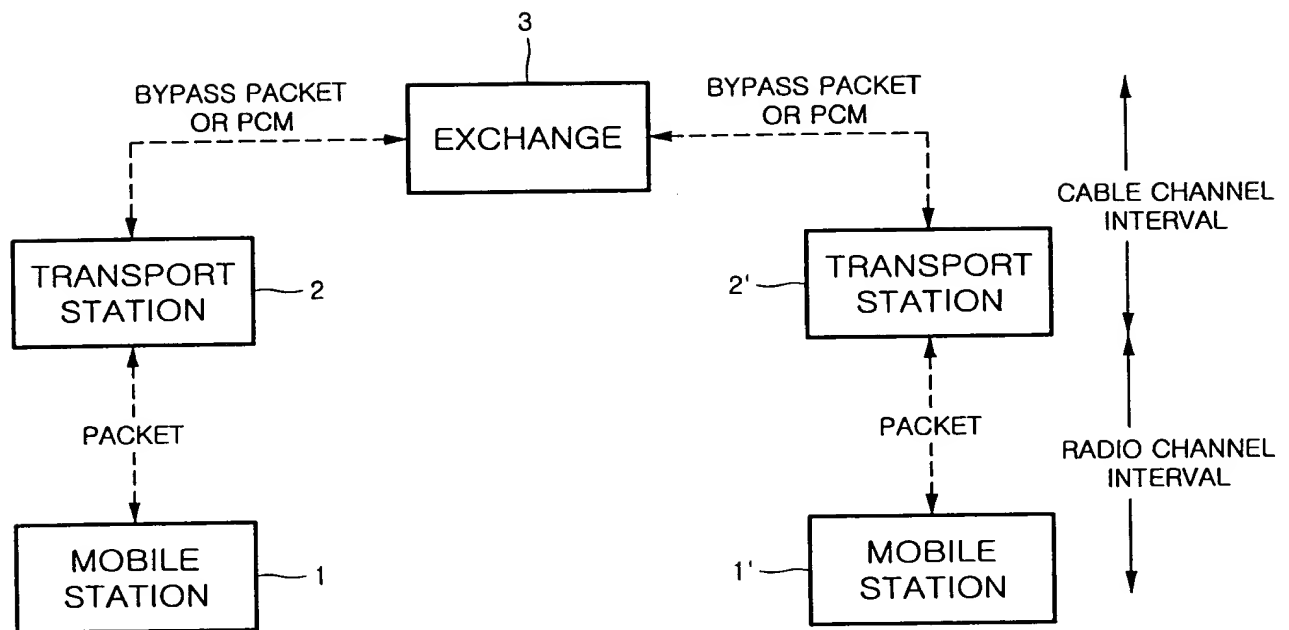 3
BYPASS PACKET
OR PCM
EXCHANGE
BYPASS PACKET
OR PCM
CABLE CHANNEL
INTERVAL
TRANSPORT
STATION
2
2'
TRANSPORT
STATION
PACKET
PACKET
RADIO CHANNEL
INTERVAL
MOBILE
STATION
1
1'
MOBILE
STATION